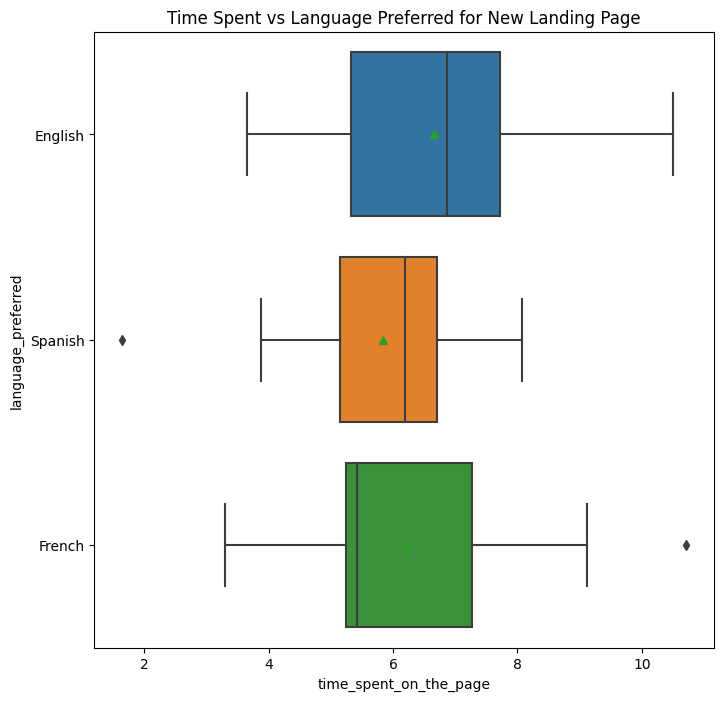 Time Spent vs Language Preferred for New Landing Page
language_preferred
English
Spanish
French
2 4 6 8 10
time_spent_on_the_page